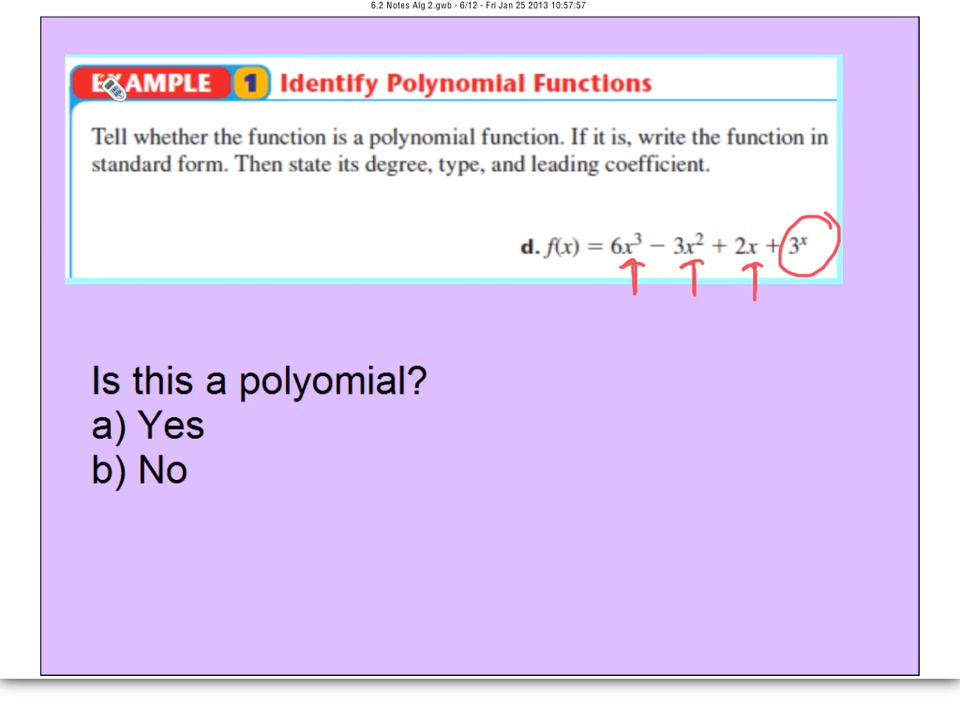 6.2 Notes Alg 2.gwb - 6/12 - Fri Jan 25 2013 10:57:57
EXAMPLE 1 Identify Polynomial Functions
Tell whether the function is a polynomial function. If it is, write the function in
standard form. Then state its degree, type, and leading coefficient.
d. f(x) = 6x³ − 3x² + 2x + 3ˣ
Is this a polyomial?
a) Yes
b) No